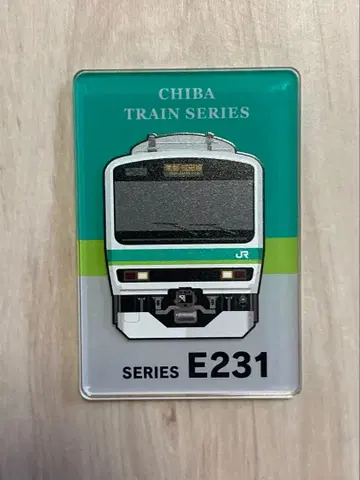 CHIBA
TRAIN SERIES
JR
SERIES E231